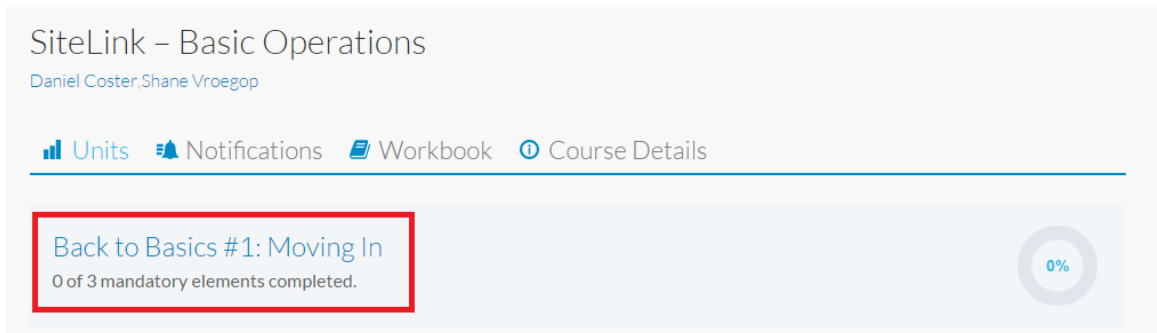 SiteLink – Basic Operations
Daniel Coster,Shane Vroegop
Units Notifications Workbook Course Details
Back to Basics #1: Moving In
0 of 3 mandatory elements completed.
0%